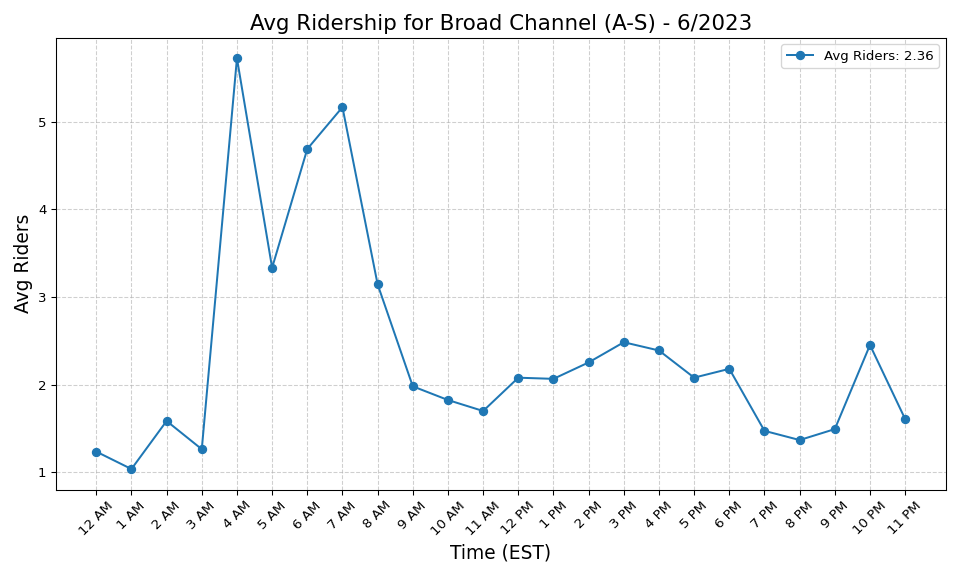 Avg Ridership for Broad Channel (A-S) - 6/2023
Avg Riders: 2.36
Avg Riders
5
4
3
2
1
12 AM
1 AM
2 AM
3 AM
4 AM
5 AM
6 AM
7 AM
8 AM
9 AM
10 AM
11 AM
12 PM
1 PM
2 PM
3 PM
4 PM
5 PM
6 PM
7 PM
8 PM
9 PM
10 PM
11 PM
Time (EST)